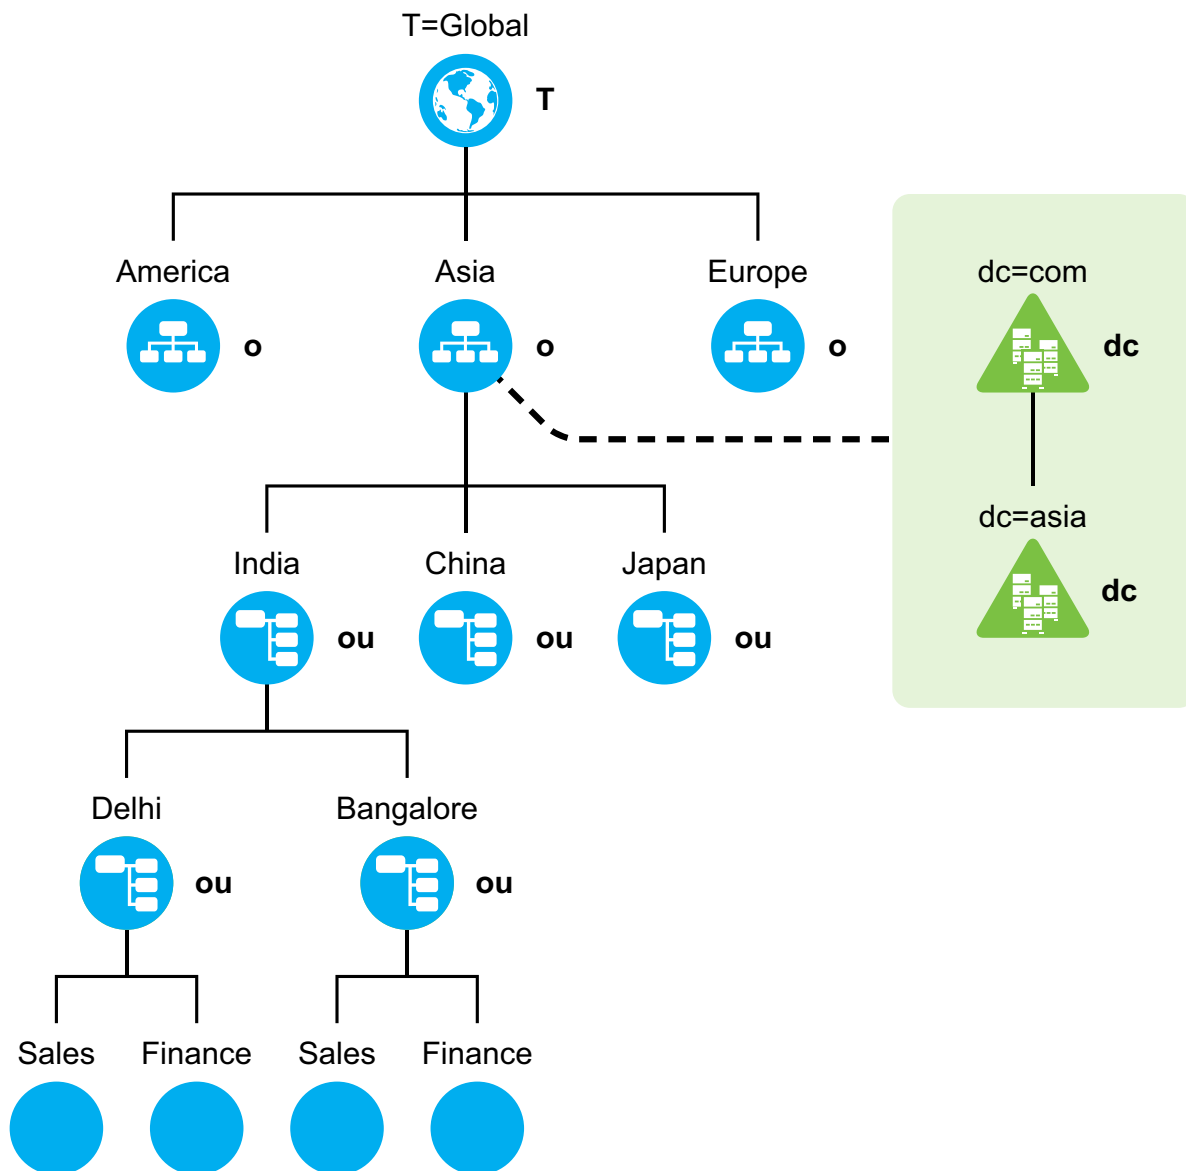 T=Global
T
America
Asia
Europe
o
o
o
dc=com
dc
dc=asia
dc
India
China
Japan
ou
ou
ou
Delhi
Bangalore
ou
ou
Sales
Finance
Sales
Finance